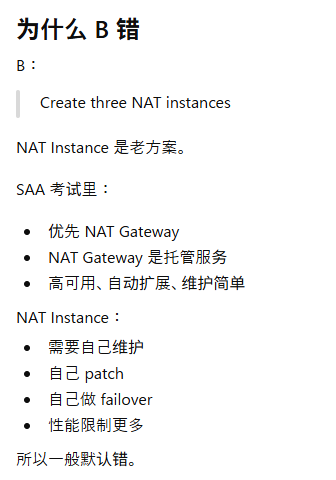 为什么 B 错
B：
Create three NAT instances
NAT Instance 是老方案。
SAA 考试里：
优先 NAT Gateway
NAT Gateway 是托管服务
高可用、自动扩展、维护简单
NAT Instance：
需要自己维护
自己 patch
自己做 failover
性能限制更多
所以一般默认错。